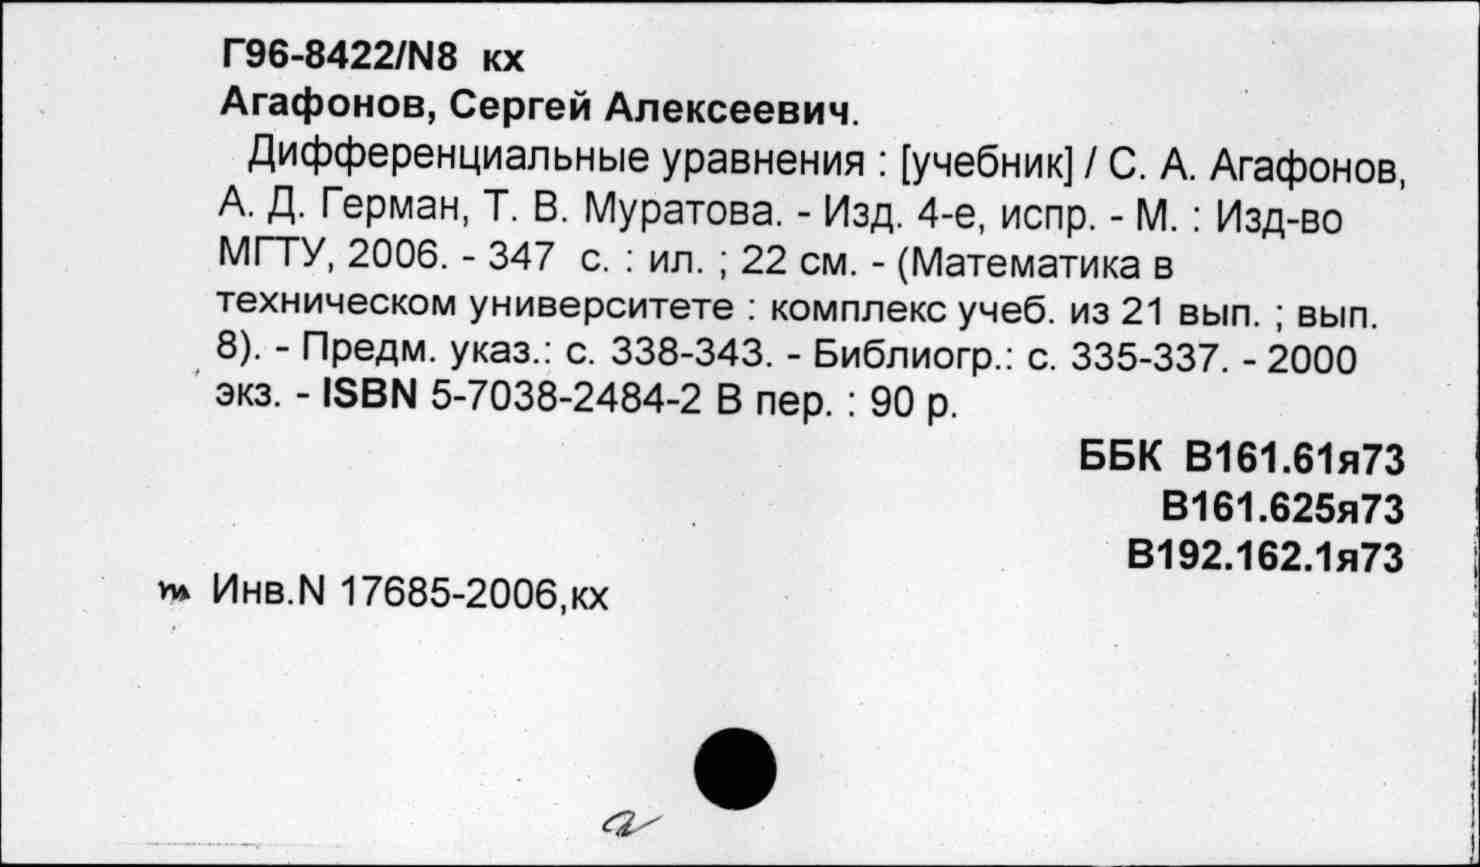 Г96-8422/N8 кх
Агафонов, Сергей Алексеевич.
Дифференциальные уравнения : [учебник] / С. А. Агафонов,
А. Д. Герман, Т. В. Муратова. - Изд. 4-е, испр. - М. : Изд-во
МГТУ, 2006. - 347 с. : ил. ; 22 см. - (Математика в
техническом университете : комплекс учеб. из 21 вып. ; вып.
8). - Предм. указ.: с. 338-343. - Библиогр.: с. 335-337. - 2000
экз. - ISBN 5-7038-2484-2 В пер. : 90 р.
ББК В161.61я73
В161.625я73
В192.162.1я73
Инв.N 17685-2006,кх